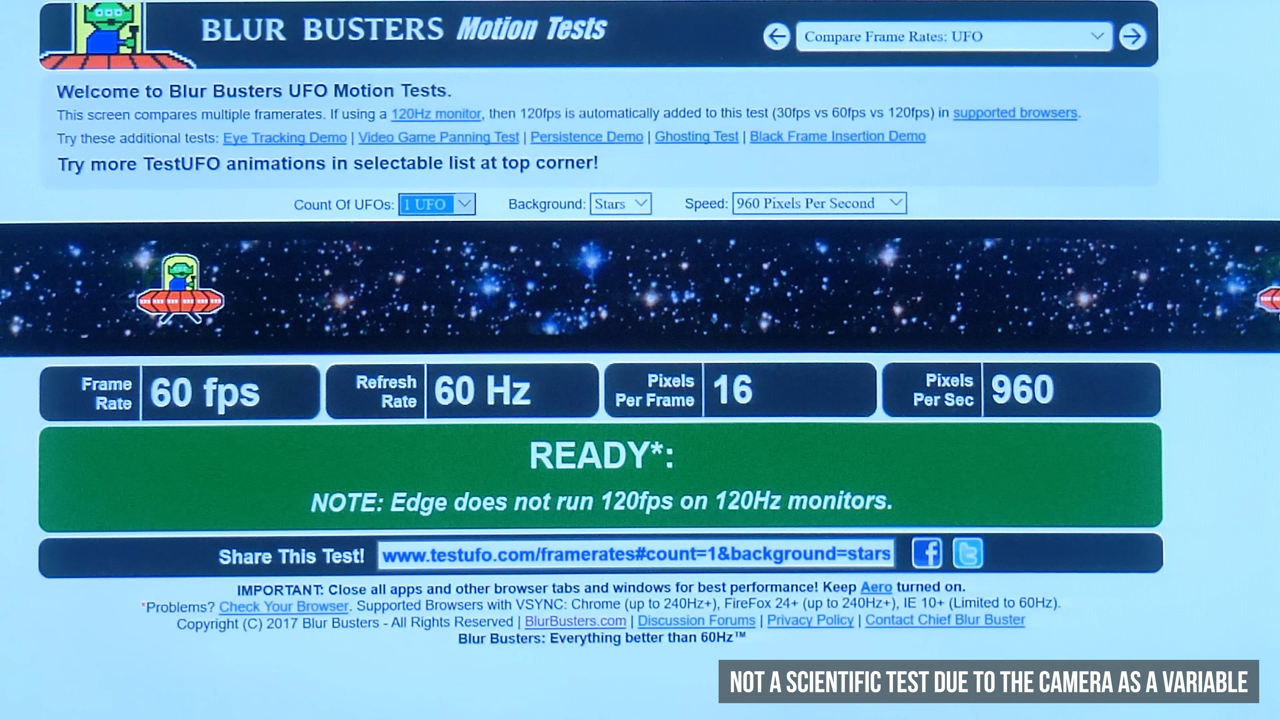 BLUR BUSTERS Motion Tests
Compare Frame Rates: UFO
Welcome to Blur Busters UFO Motion Tests.
This screen compares multiple framerates. If using a 120Hz monitor, then 120fps is automatically added to this test (30fps vs 60fps vs 120fps) in supported browsers.
Try these additional tests: Eye Tracking Demo | Video Game Panning Test | Persistence Demo | Ghosting Test | Black Frame Insertion Demo
Try more TestUFO animations in selectable list at top corner!
Count Of UFOs: 1 UFO Background: Stars Speed: 960 Pixels Per Second
Frame Rate 60 fps
Refresh Rate 60 Hz
Pixels Per Frame 16
Pixels Per Sec 960
READY*:
NOTE: Edge does not run 120fps on 120Hz monitors.
Share This Test! www.testufo.com/framerates#count=1&background=stars
IMPORTANT: Close all apps and other browser tabs and windows for best performance! Keep Aero turned on.
*Problems? Check Your Browser. Supported Browsers with VSYNC: Chrome (up to 240Hz+), FireFox 24+ (up to 240Hz+), IE 10+ (Limited to 60Hz).
Copyright (C) 2017 Blur Busters - All Rights Reserved | BlurBusters.com | Discussion Forums | Privacy Policy | Contact Chief Blur Buster
Blur Busters: Everything better than 60Hz™
NOT A SCIENTIFIC TEST DUE TO THE CAMERA AS A VARIABLE